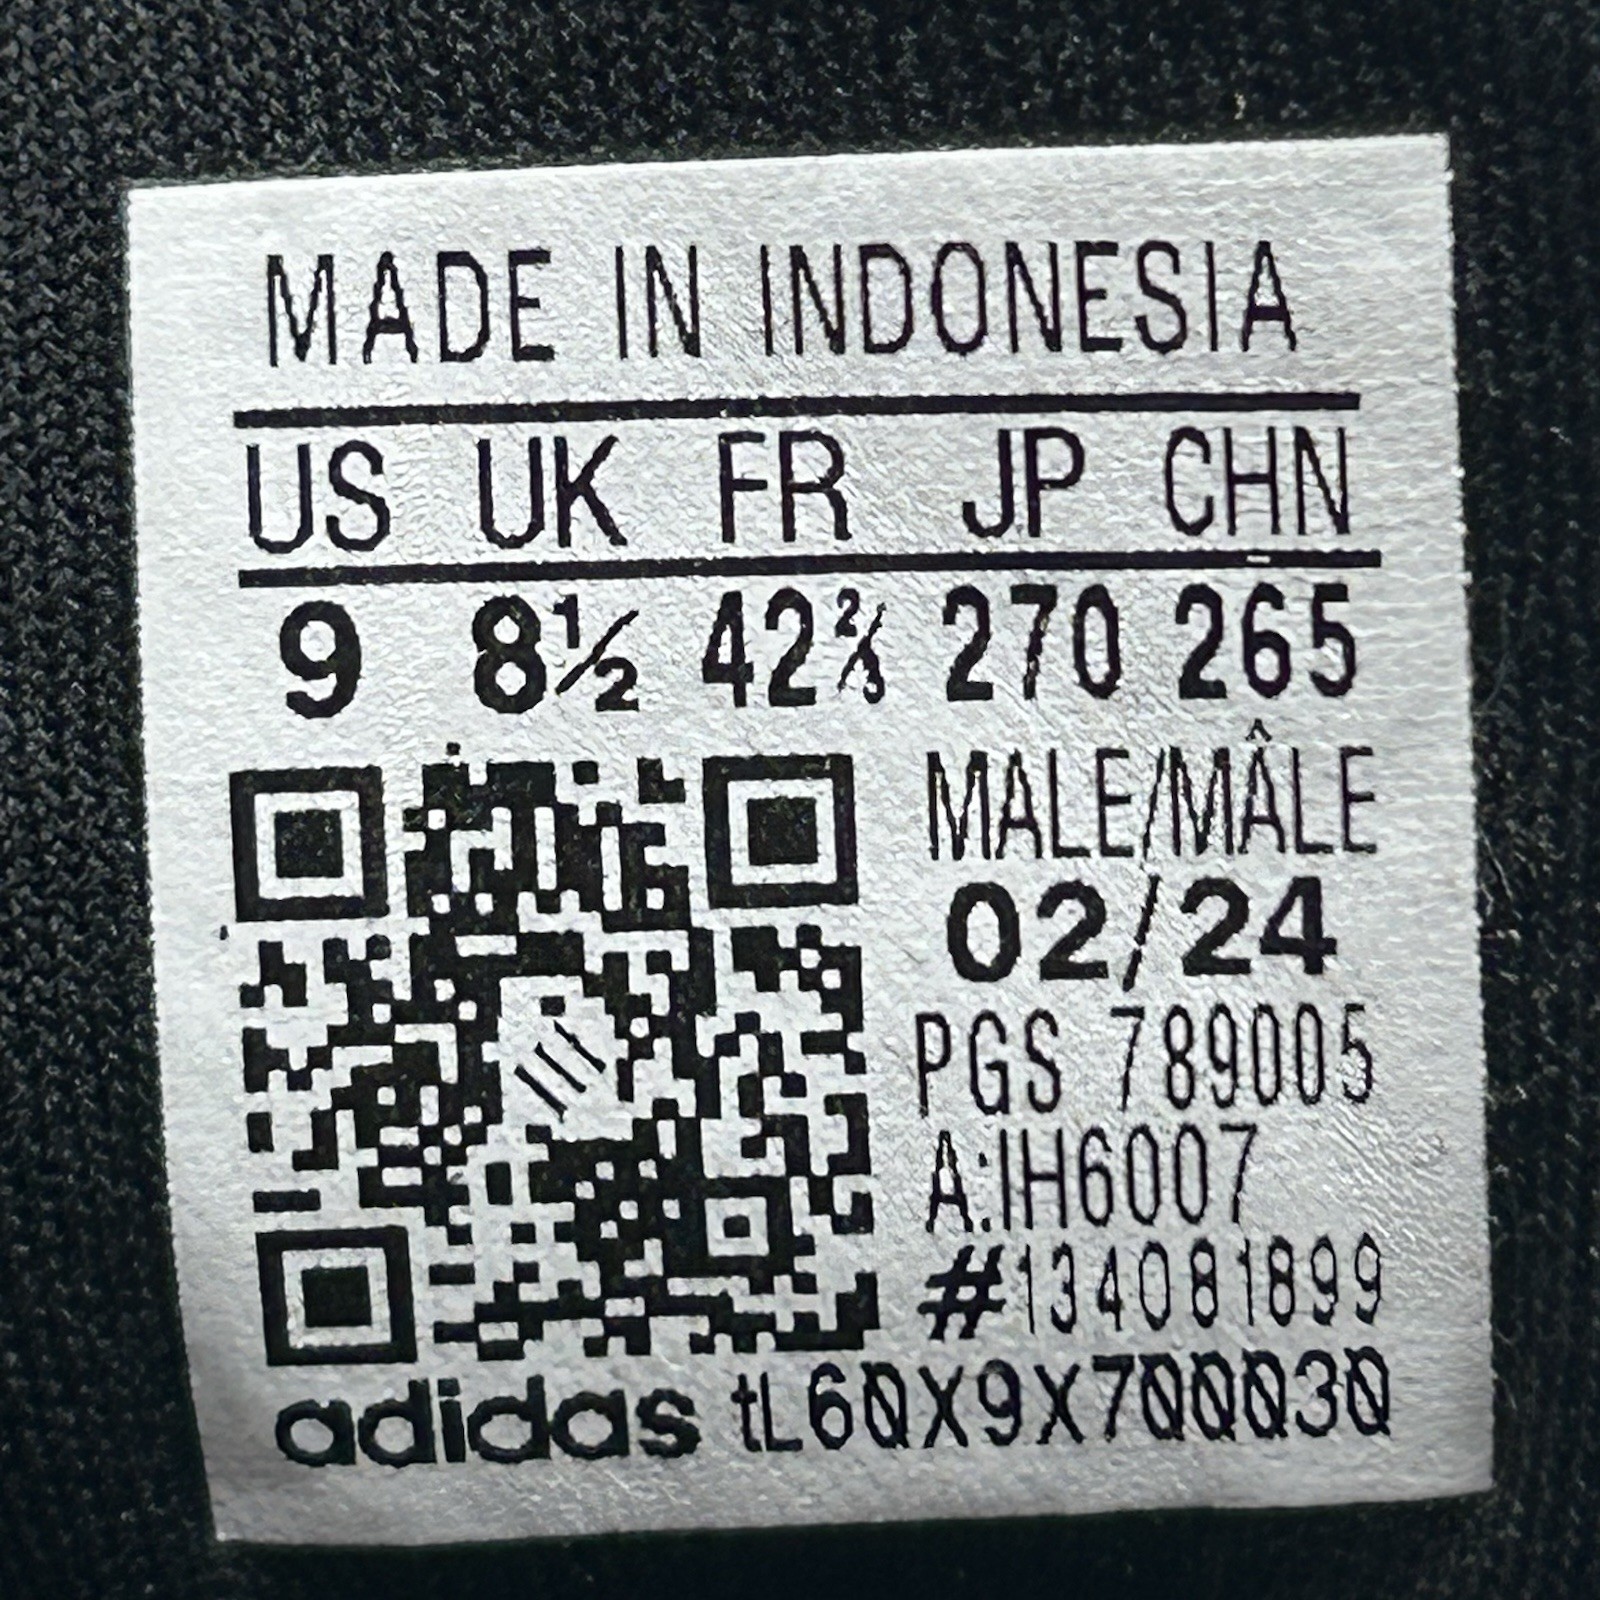 MADE IN INDONESIA
US UK FR JP CHN
9 8½ 42⅔ 270 265
MALE/MÂLE
02/24
PGS 789005
A:IH6007
#134081899
adidas tL60X9X700030